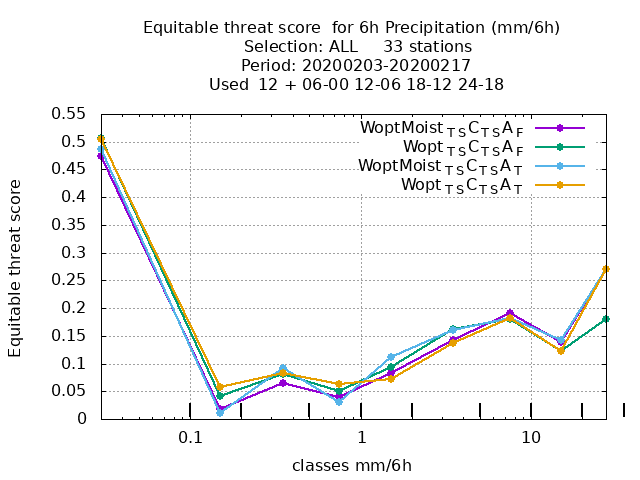 Equitable threat score  for 6h Precipitation (mm/6h)
Selection: ALL     33 stations
Period: 20200203-20200217
Used  12 + 06-00 12-06 18-12 24-18
0.55
0.5
0.45
0.4
0.35
0.3
0.25
0.2
0.15
0.1
0.05
0
Equitable threat score
WoptMoist TS C TS A F
Wopt TS C TS A F
WoptMoist TS C TS A T
Wopt TS C TS A T
0.1 1 10
classes mm/6h